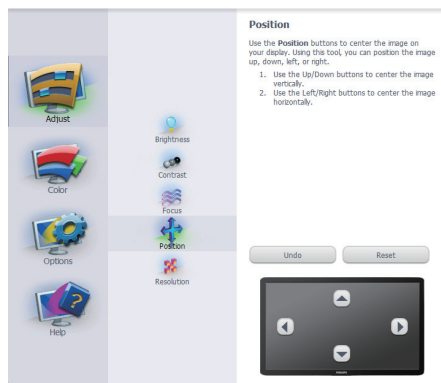 Adjust
Color
Options
Help
Brightness
Contrast
Focus
Position
Resolution
Position
Use the Position buttons to center the image on
your display. Using this tool, you can position the image
up, down, left, or right.
1. Use the Up/Down buttons to center the image
vertically.
2. Use the Left/Right buttons to center the image
horizontally.
Undo
Reset
PHILIPS